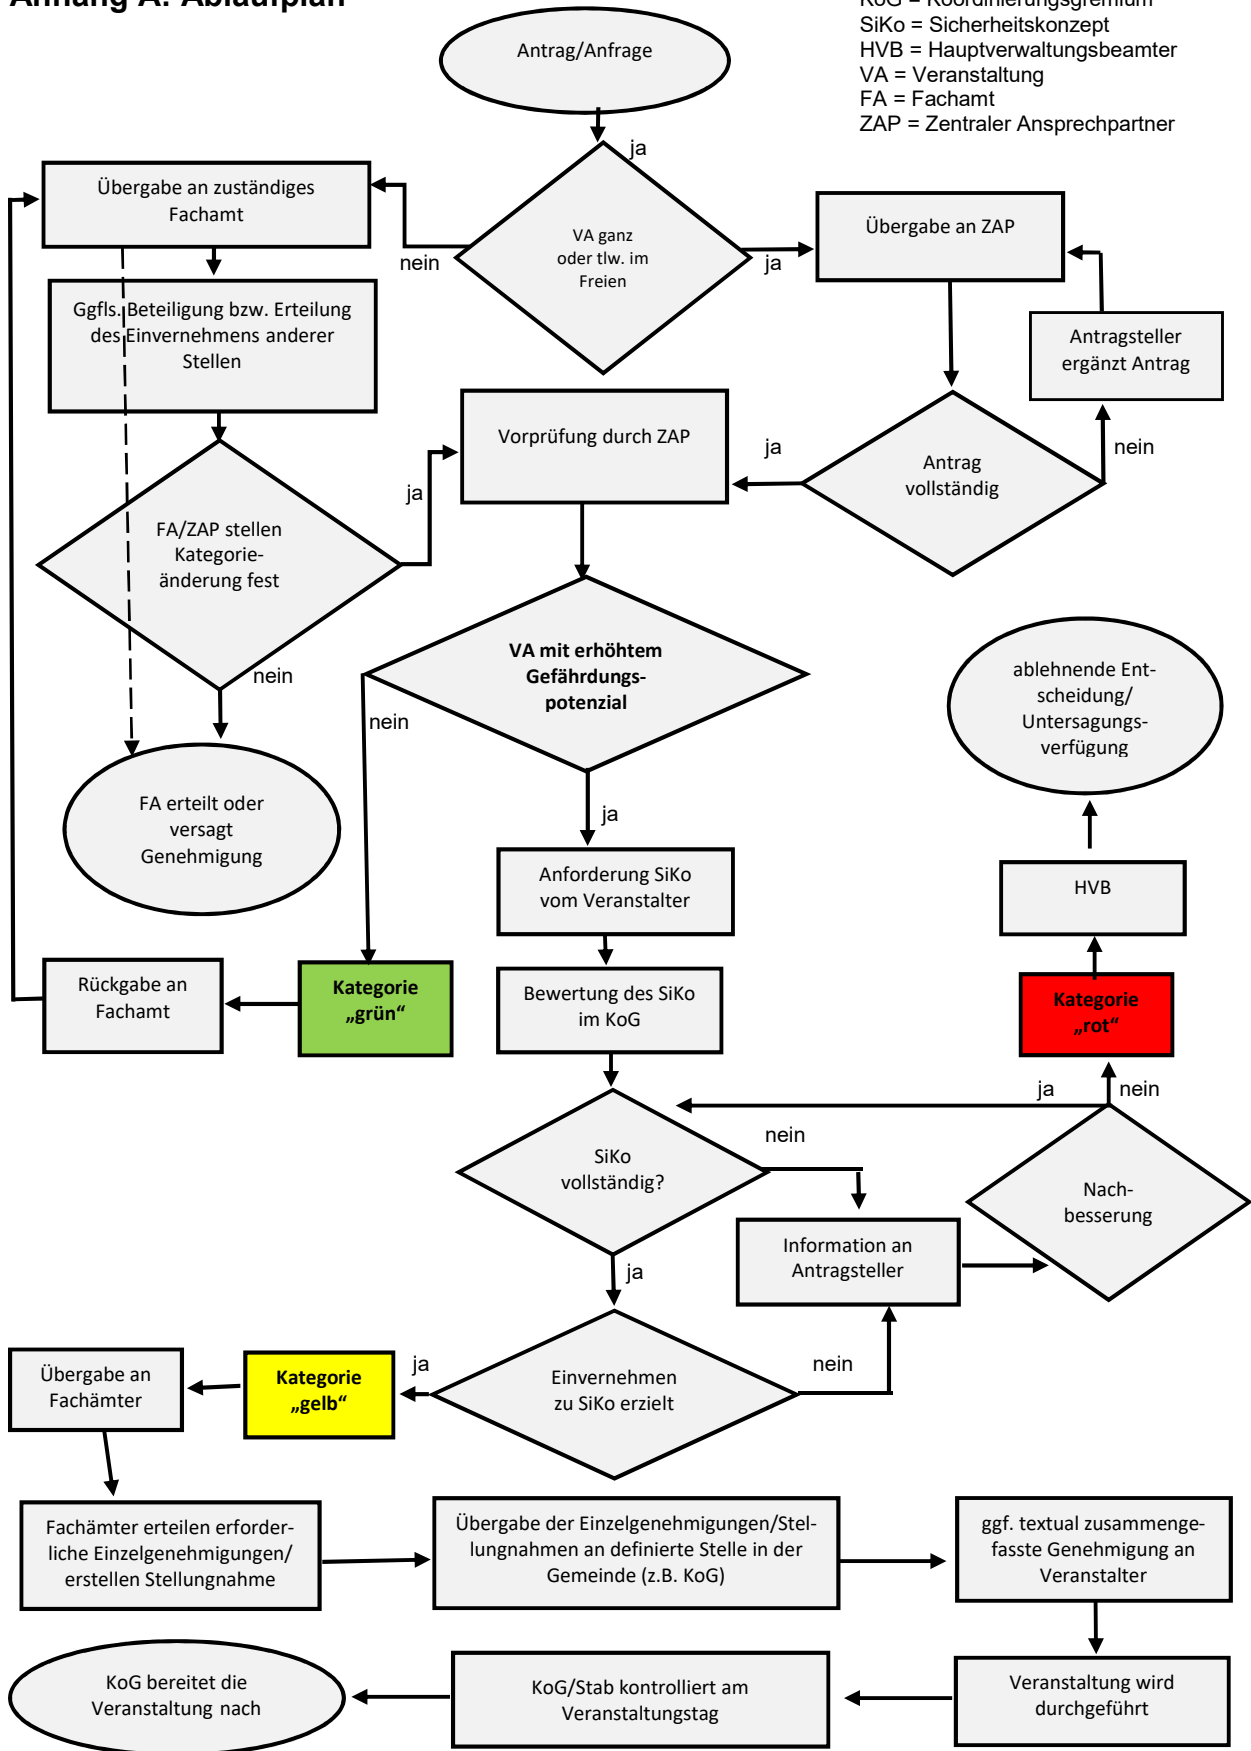 Anhang A: Ablaufplan
KoG = Koordinierungsgremium
SiKo = Sicherheitskonzept
HVB = Hauptverwaltungsbeamter
VA = Veranstaltung
FA = Fachamt
ZAP = Zentraler Ansprechpartner
Antrag/Anfrage
ja
VA ganz
oder tlw. im
Freien
nein
ja
Übergabe an zuständiges
Fachamt
Übergabe an ZAP
Ggfls. Beteiligung bzw. Erteilung
des Einvernehmens anderer
Stellen
Antragsteller
ergänzt Antrag
Vorprüfung durch ZAP
ja
Antrag
vollständig
nein
FA/ZAP stellen
Kategorie-
änderung fest
ja
nein
VA mit erhöhtem
Gefährdungs-
potenzial
nein
ja
ablehnende Ent-
scheidung/
Untersagungs-
verfügung
FA erteilt oder
versagt
Genehmigung
Anforderung SiKo
vom Veranstalter
HVB
Rückgabe an
Fachamt
Kategorie
„grün“
Bewertung des SiKo
im KoG
Kategorie
„rot“
ja
nein
SiKo
vollständig?
nein
ja
Nach-
besserung
Information an
Antragsteller
Übergabe an
Fachämter
Kategorie
„gelb“
ja
Einvernehmen
zu SiKo erzielt
nein
Fachämter erteilen erforder-
liche Einzelgenehmigungen/
erstellen Stellungnahme
Übergabe der Einzelgenehmigungen/Stel-
lungnahmen an definierte Stelle in der
Gemeinde (z.B. KoG)
ggf. textual zusammenge-
fasste Genehmigung an
Veranstalter
KoG bereitet die
Veranstaltung nach
KoG/Stab kontrolliert am
Veranstaltungstag
Veranstaltung wird
durchgeführt